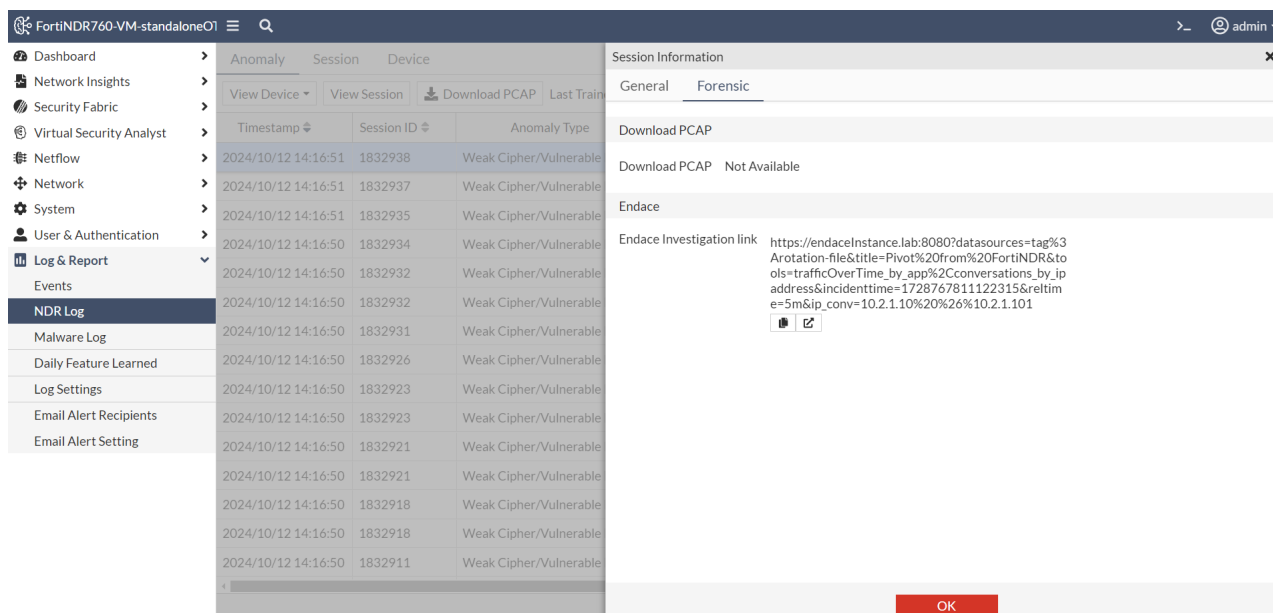 FortiNDR760-VM-standaloneOT
admin
Dashboard
Network Insights
Security Fabric
Virtual Security Analyst
Netflow
Network
System
User & Authentication
Log & Report
Events
NDR Log
Malware Log
Daily Feature Learned
Log Settings
Email Alert Recipients
Email Alert Setting
Anomaly Session Device
View Device View Session Download PCAP Last Train
Timestamp Session ID Anomaly Type
2024/10/12 14:16:51 1832938 Weak Cipher/Vulnerable
2024/10/12 14:16:51 1832937 Weak Cipher/Vulnerable
2024/10/12 14:16:51 1832935 Weak Cipher/Vulnerable
2024/10/12 14:16:50 1832934 Weak Cipher/Vulnerable
2024/10/12 14:16:50 1832932 Weak Cipher/Vulnerable
2024/10/12 14:16:50 1832932 Weak Cipher/Vulnerable
2024/10/12 14:16:50 1832931 Weak Cipher/Vulnerable
2024/10/12 14:16:50 1832926 Weak Cipher/Vulnerable
2024/10/12 14:16:50 1832923 Weak Cipher/Vulnerable
2024/10/12 14:16:50 1832923 Weak Cipher/Vulnerable
2024/10/12 14:16:50 1832921 Weak Cipher/Vulnerable
2024/10/12 14:16:50 1832921 Weak Cipher/Vulnerable
2024/10/12 14:16:50 1832918 Weak Cipher/Vulnerable
2024/10/12 14:16:50 1832918 Weak Cipher/Vulnerable
2024/10/12 14:16:50 1832911 Weak Cipher/Vulnerable
Session Information
General Forensic
Download PCAP
Download PCAP Not Available
Endace
Endace Investigation link
https://endaceInstance.lab:8080?datasources=tag%3
Arotation-file&title=Pivot%20from%20FortiNDR&to
ols=trafficOverTime_by_app%2Cconversations_by_ip
address&incidenttime=1728767811122315&reltim
e=5m&ip_conv=10.2.1.10%20%26%10.2.1.101
OK